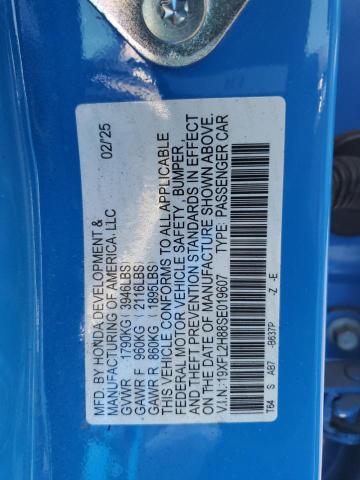 MFD. BY HONDA DEVELOPMENT & 02/25
MANUFACTURING OF AMERICA, LLC
GVWR 1790KG ( 3946LBS)
GAWR F 960KG ( 2116LBS)
GAWR R 860KG ( 1896LBS)
THIS VEHICLE CONFORMS TO ALL APPLICABLE
FEDERAL MOTOR VEHICLE SAFETY, BUMPER,
AND THEFT PREVENTION STANDARDS IN EFFECT
ON THE DATE OF MANUFACTURE SHOWN ABOVE.
V.I.N.: 19XFL2H88SE019607 TYPE: PASSENGER CAR
T64 S AB7 -B637P -Z -E